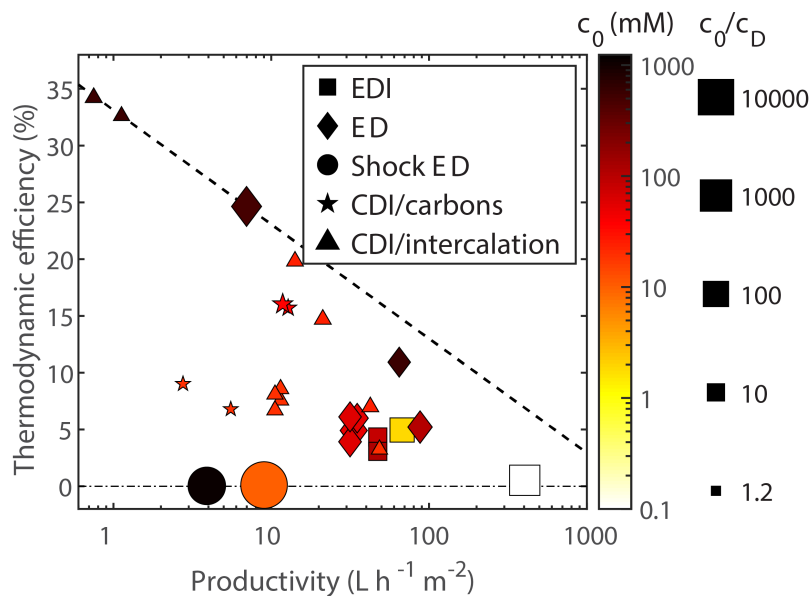 c₀ (mM)
c₀/c_D
EDI
ED
Shock ED
CDI/carbons
CDI/intercalation
35
30
25
20
15
10
5
0
Thermodynamic efficiency (%)
1
10
100
1000
Productivity (L h⁻¹ m⁻²)
1000
100
10
1
0.1
10000
1000
100
10
1.2